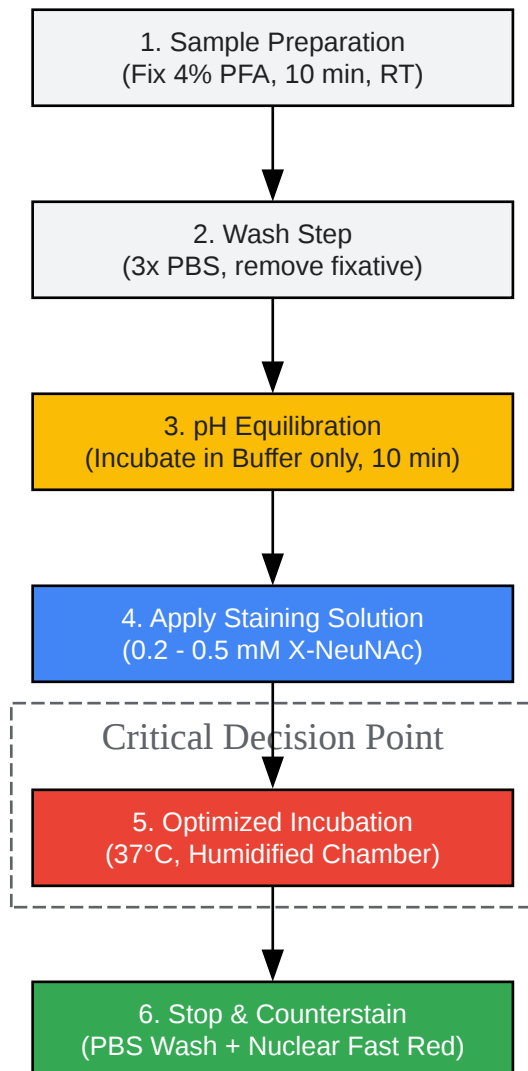 1. Sample Preparation
(Fix 4% PFA, 10 min, RT)
2. Wash Step
(3x PBS, remove fixative)
3. pH Equilibration
(Incubate in Buffer only, 10 min)
4. Apply Staining Solution
(0.2 - 0.5 mM X-NeuNAc)
Critical Decision Point
5. Optimized Incubation
(37°C, Humidified Chamber)
6. Stop & Counterstain
(PBS Wash + Nuclear Fast Red)